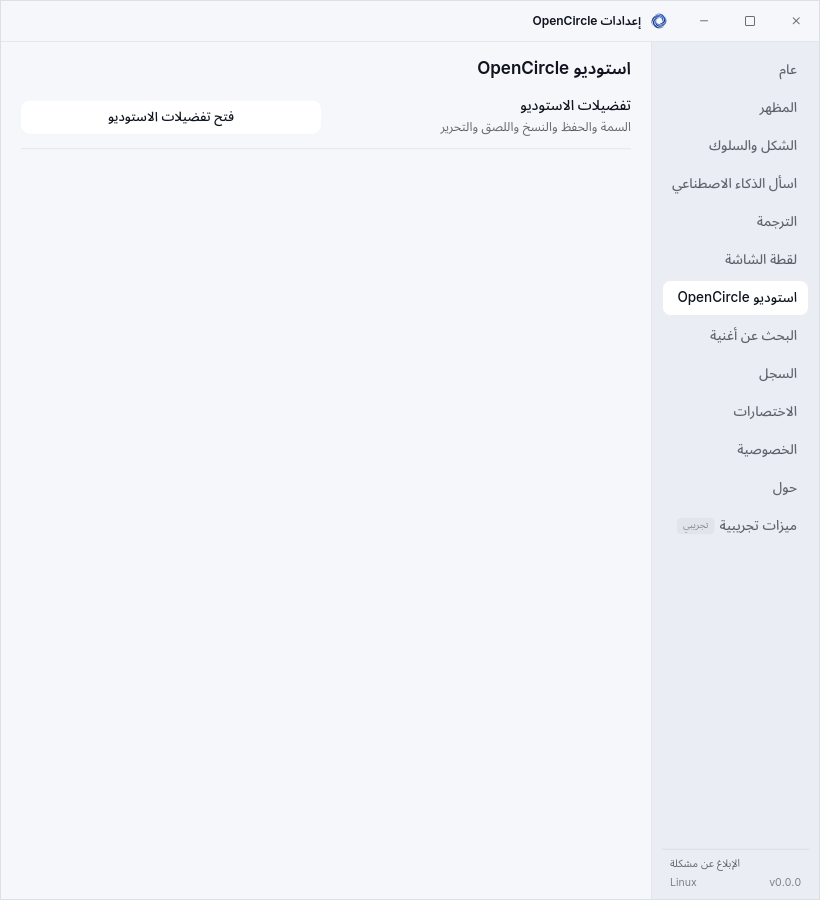 إعدادات OpenCircle
عام
المظهر
الشكل والسلوك
اسأل الذكاء الاصطناعي
الترجمة
لقطة الشاشة
استوديو OpenCircle
البحث عن أغنية
السجل
الاختصارات
الخصوصية
حول
ميزات تجريبية تجريبي
الإبلاغ عن مشكلة
v0.0.0 Linux
استوديو OpenCircle
تفضيلات الاستوديو
السمة والحفظ والنسخ واللصق والتحرير
فتح تفضيلات الاستوديو